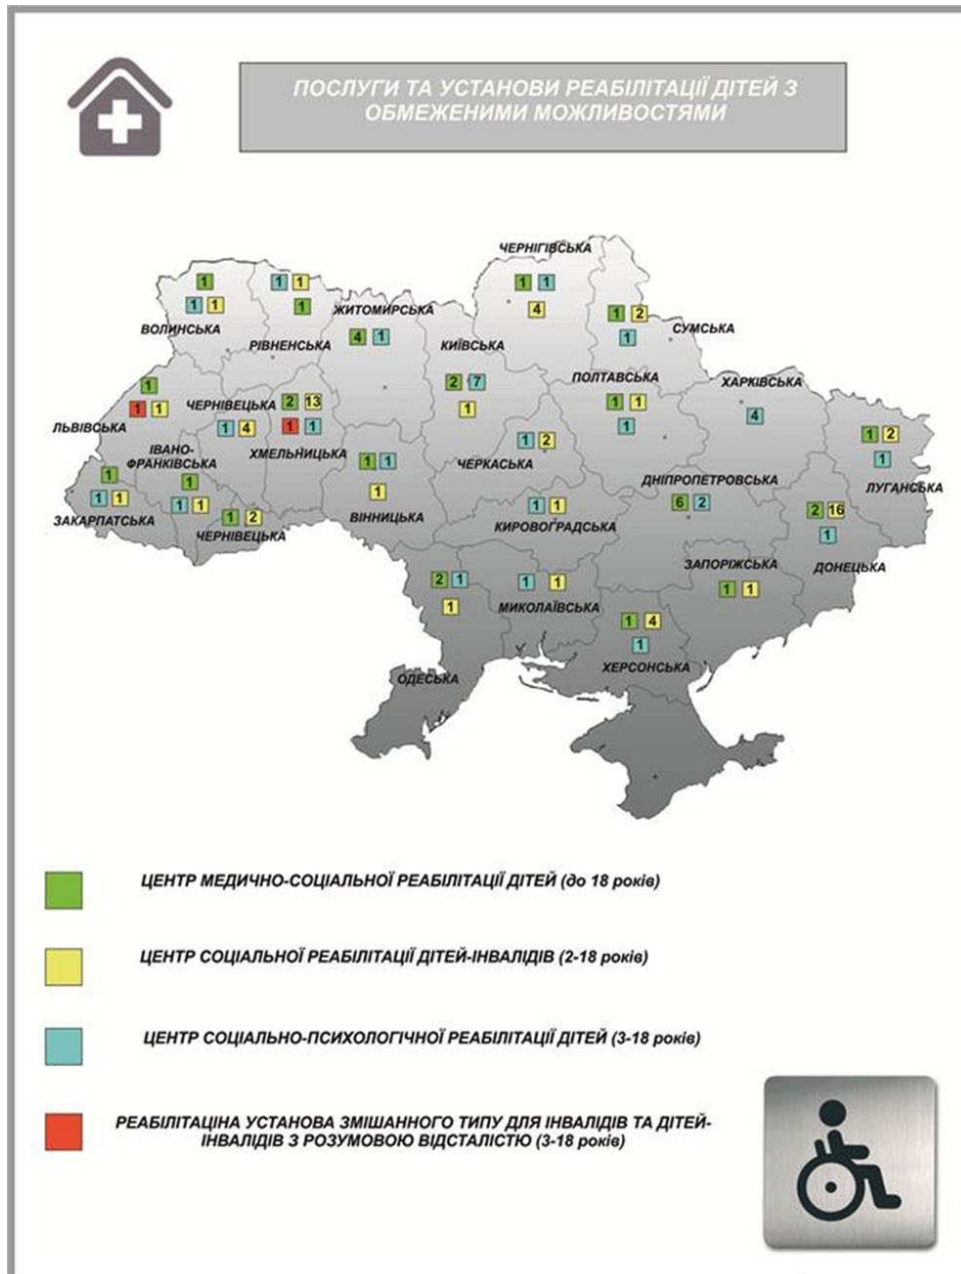 ПОСЛУГИ ТА УСТАНОВИ РЕАБІЛІТАЦІЇ ДІТЕЙ З
ОБМЕЖЕНИМИ МОЖЛИВОСТЯМИ
ЧЕРНІГІВСЬКА
1 1
4
1
1 1
ВОЛИНСЬКА
1 1
1
РІВНЕНСЬКА
ЖИТОМИРСЬКА
4 1
КИЇВСЬКА
2 7
1
1 2
1
СУМСЬКА
ПОЛТАВСЬКА
1 1
1
ХАРКІВСЬКА
4
1
1 1
ЛЬВІВСЬКА
ЧЕРНІВЕЦЬКА
1 4
2 13
1 1
ХМЕЛЬНИЦЬКА
1 2
ЧЕРКАСЬКА
1 2
1
ЛУГАНСЬКА
ІВАНО-
ФРАНКІВСЬКА
1
1 1
1
1 1
ЗАКАРПАТСЬКА
1 2
ЧЕРНІВЕЦЬКА
1 1
1
ВІННИЦЬКА
1 1
КИРОВОГРАДСЬКА
ДНІПРОПЕТРОВСЬКА
6 2
2 16
1
ДОНЕЦЬКА
ЗАПОРІЖСЬКА
1 1
2 1
1
ОДЕСЬКА
1 1
МИКОЛАЇВСЬКА
1 4
1
ХЕРСОНСЬКА
ЦЕНТР МЕДИЧНО-СОЦІАЛЬНОЇ РЕАБІЛІТАЦІЇ ДІТЕЙ (до 18 років)
ЦЕНТР СОЦІАЛЬНОЇ РЕАБІЛІТАЦІЇ ДІТЕЙ-ІНВАЛІДІВ (2-18 років)
ЦЕНТР СОЦІАЛЬНО-ПСИХОЛОГІЧНОЇ РЕАБІЛІТАЦІЇ ДІТЕЙ (3-18 років)
РЕАБІЛІТАЦІНА УСТАНОВА ЗМІШАННОГО ТИПУ ДЛЯ ІНВАЛІДІВ ТА ДІТЕЙ-
ІНВАЛІДІВ З РОЗУМОВОЮ ВІДСТАЛІСТЮ (3-18 років)